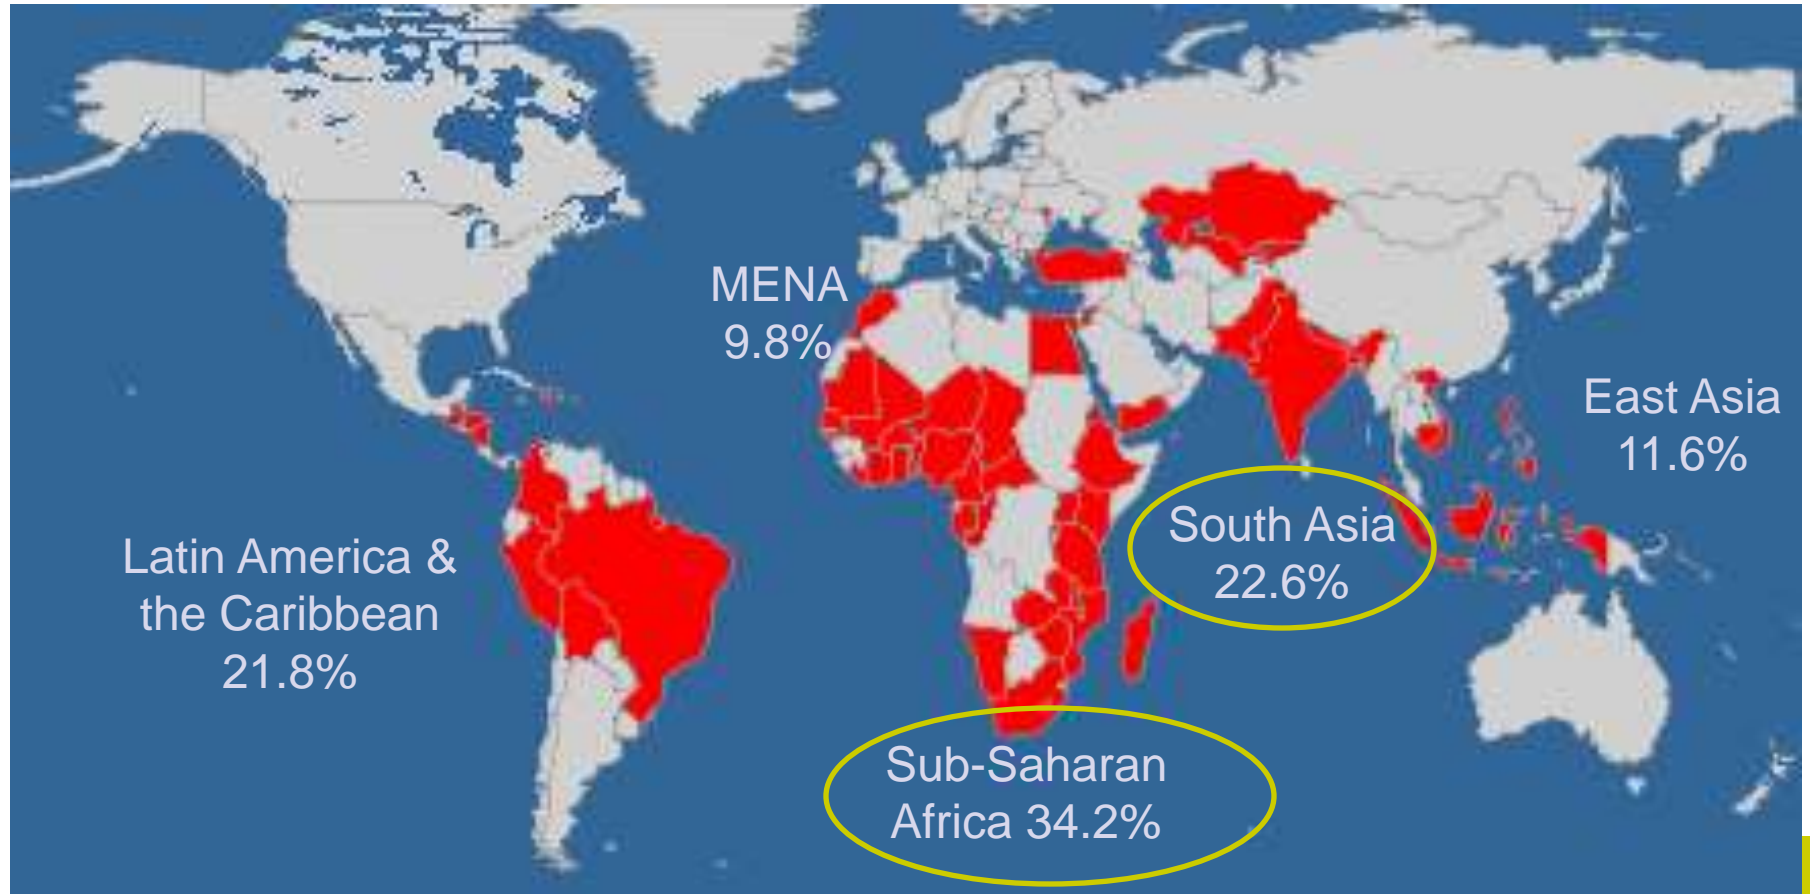 MENA
9.8%
East Asia
11.6%
South Asia
22.6%
Latin America &
the Caribbean
21.8%
Sub-Saharan
Africa 34.2%